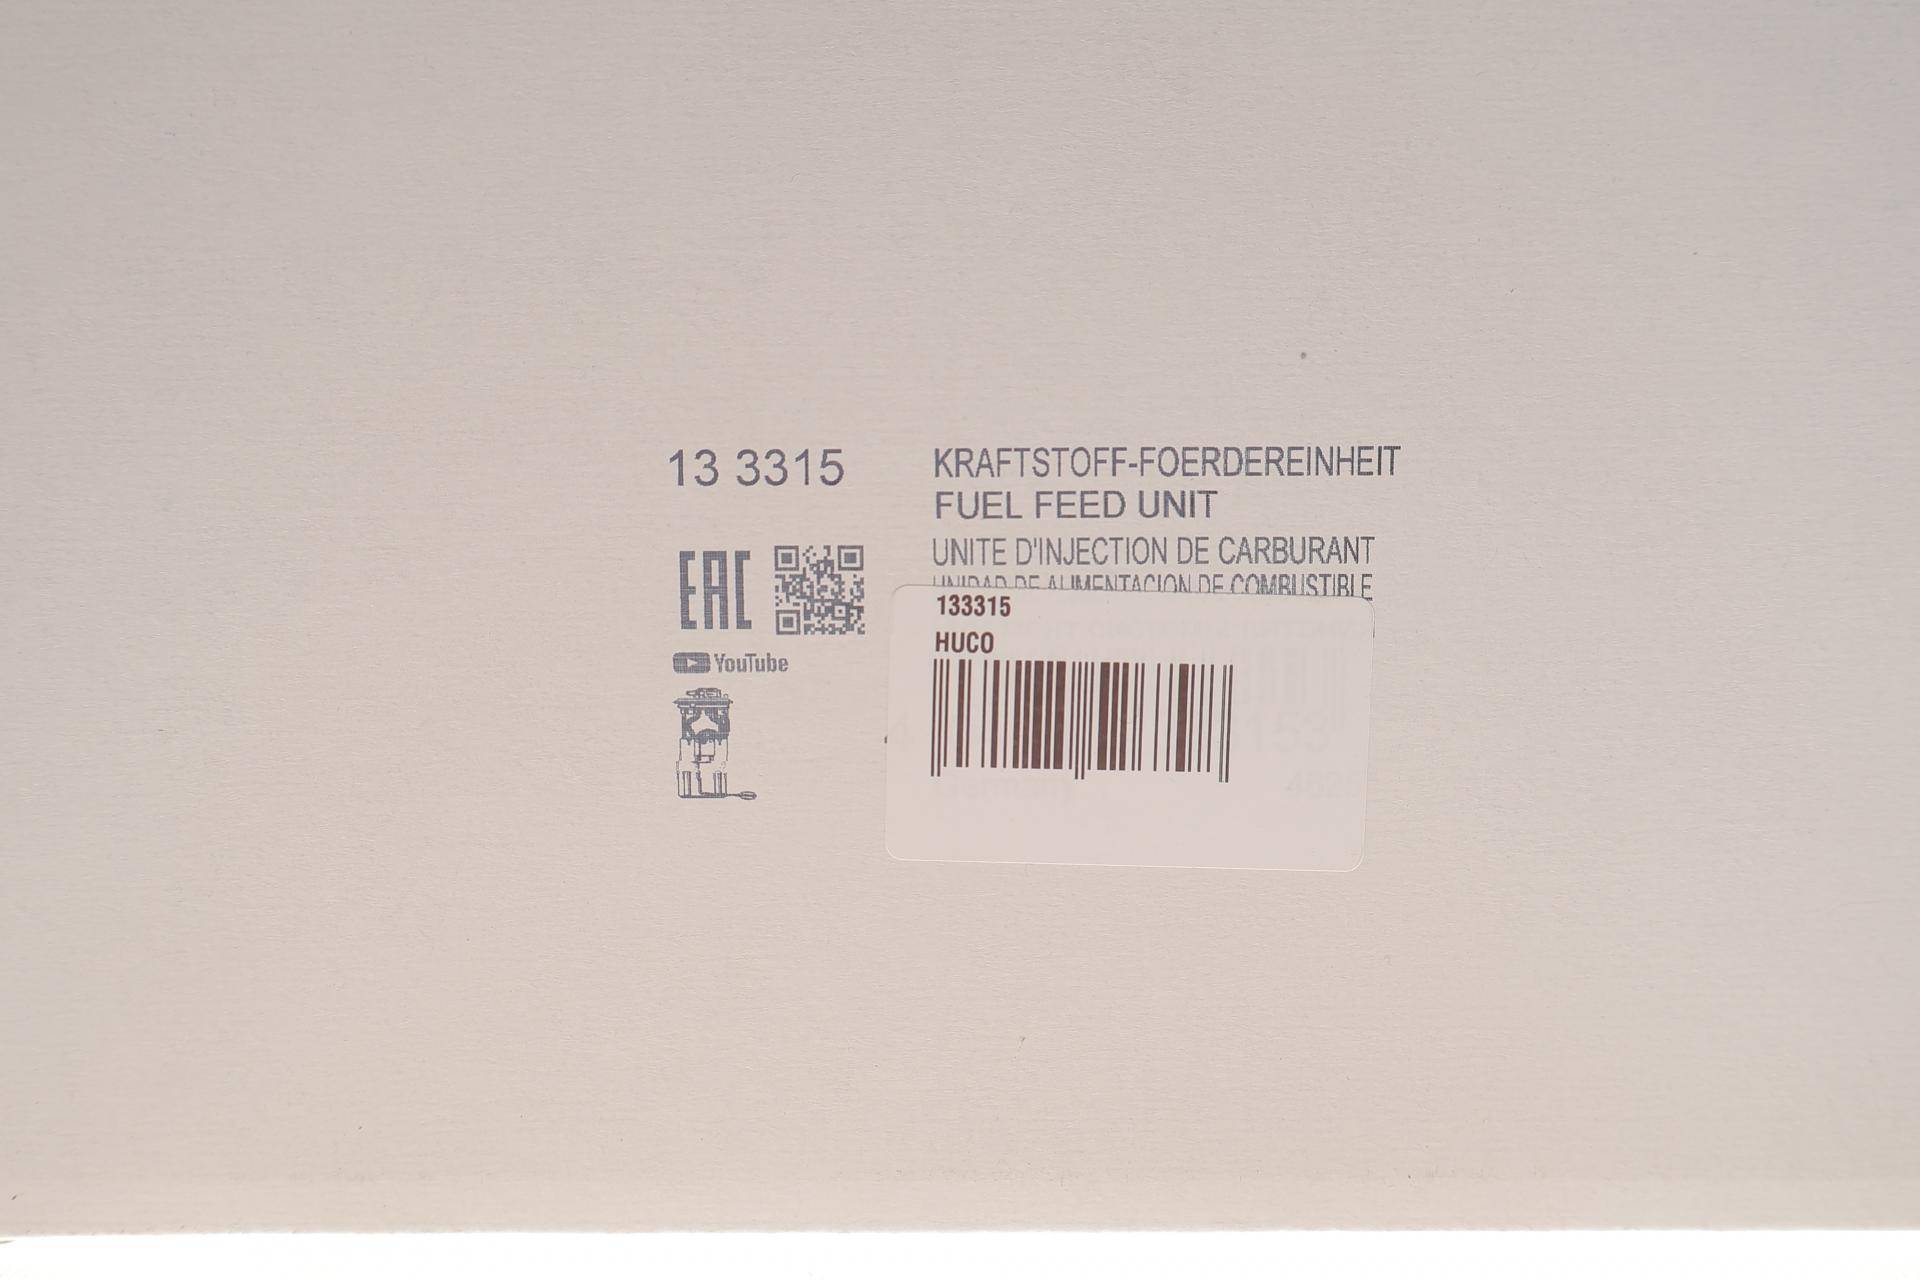 13 3315
KRAFTSTOFF-FOERDEREINHEIT
FUEL FEED UNIT
UNITE D'INJECTION DE CARBURANT
UNIDAD DE ALIMENTACION DE COMBUSTIBLE
EAC
YouTube
133315
HUCO